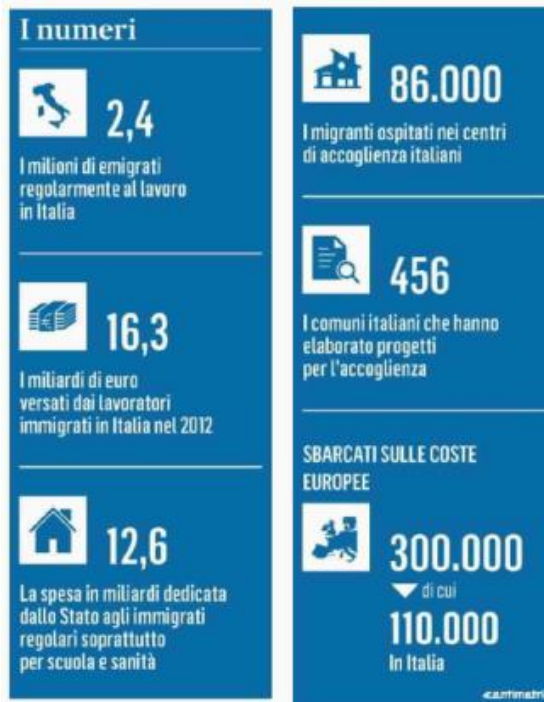 I numeri
2,4
I milioni di emigrati
regolarmente al lavoro
in Italia
16,3
I miliardi di euro
versati dai lavoratori
immigrati in Italia nel 2012
12,6
La spesa in miliardi dedicata
dallo Stato agli immigrati
regolari soprattutto
per scuola e sanità
86.000
I migranti ospitati nei centri
di accoglienza italiani
456
I comuni italiani che hanno
elaborato progetti
per l'accoglienza
SBARCATI SULLE COSTE
EUROPEE
300.000
di cui
110.000
In Italia
centimetri